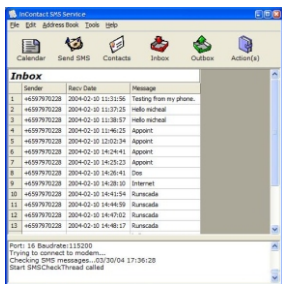 InContact SMS Service
File Edit Address Book Tools Help
Calendar Send SMS Contacts Inbox Outbox Action(s)
Inbox
Sender Recv Date Message
1 +6597970228 2004-02-10 11:31:56 Testing from my phone.
2 +6597970228 2004-02-10 11:37:25 Hello micheal
3 +6597970228 2004-02-10 11:38:57 Hello micheal
4 +6597970228 2004-02-10 11:46:25 Appoint
5 +6597970228 2004-02-10 12:02:34 Appoint
6 +6597970228 2004-02-10 14:24:41 Appoint
7 +6597970228 2004-02-10 14:25:23 Appoint
8 +6597970228 2004-02-10 14:26:41 Dss
9 +6597970228 2004-02-10 14:28:10 Internet
10 +6597970228 2004-02-10 14:41:54 Runscada
11 +6597970228 2004-02-10 14:44:59 Runscada
12 +6597970228 2004-02-10 14:47:02 Runscada
13 +6597970228 2004-02-10 14:48:17 Runscada
Port: 16 Baudrate:115200
Trying to connect to modem...
Checking SMS messages...03/30/04 17:36:28
Start SMSCheckThread called